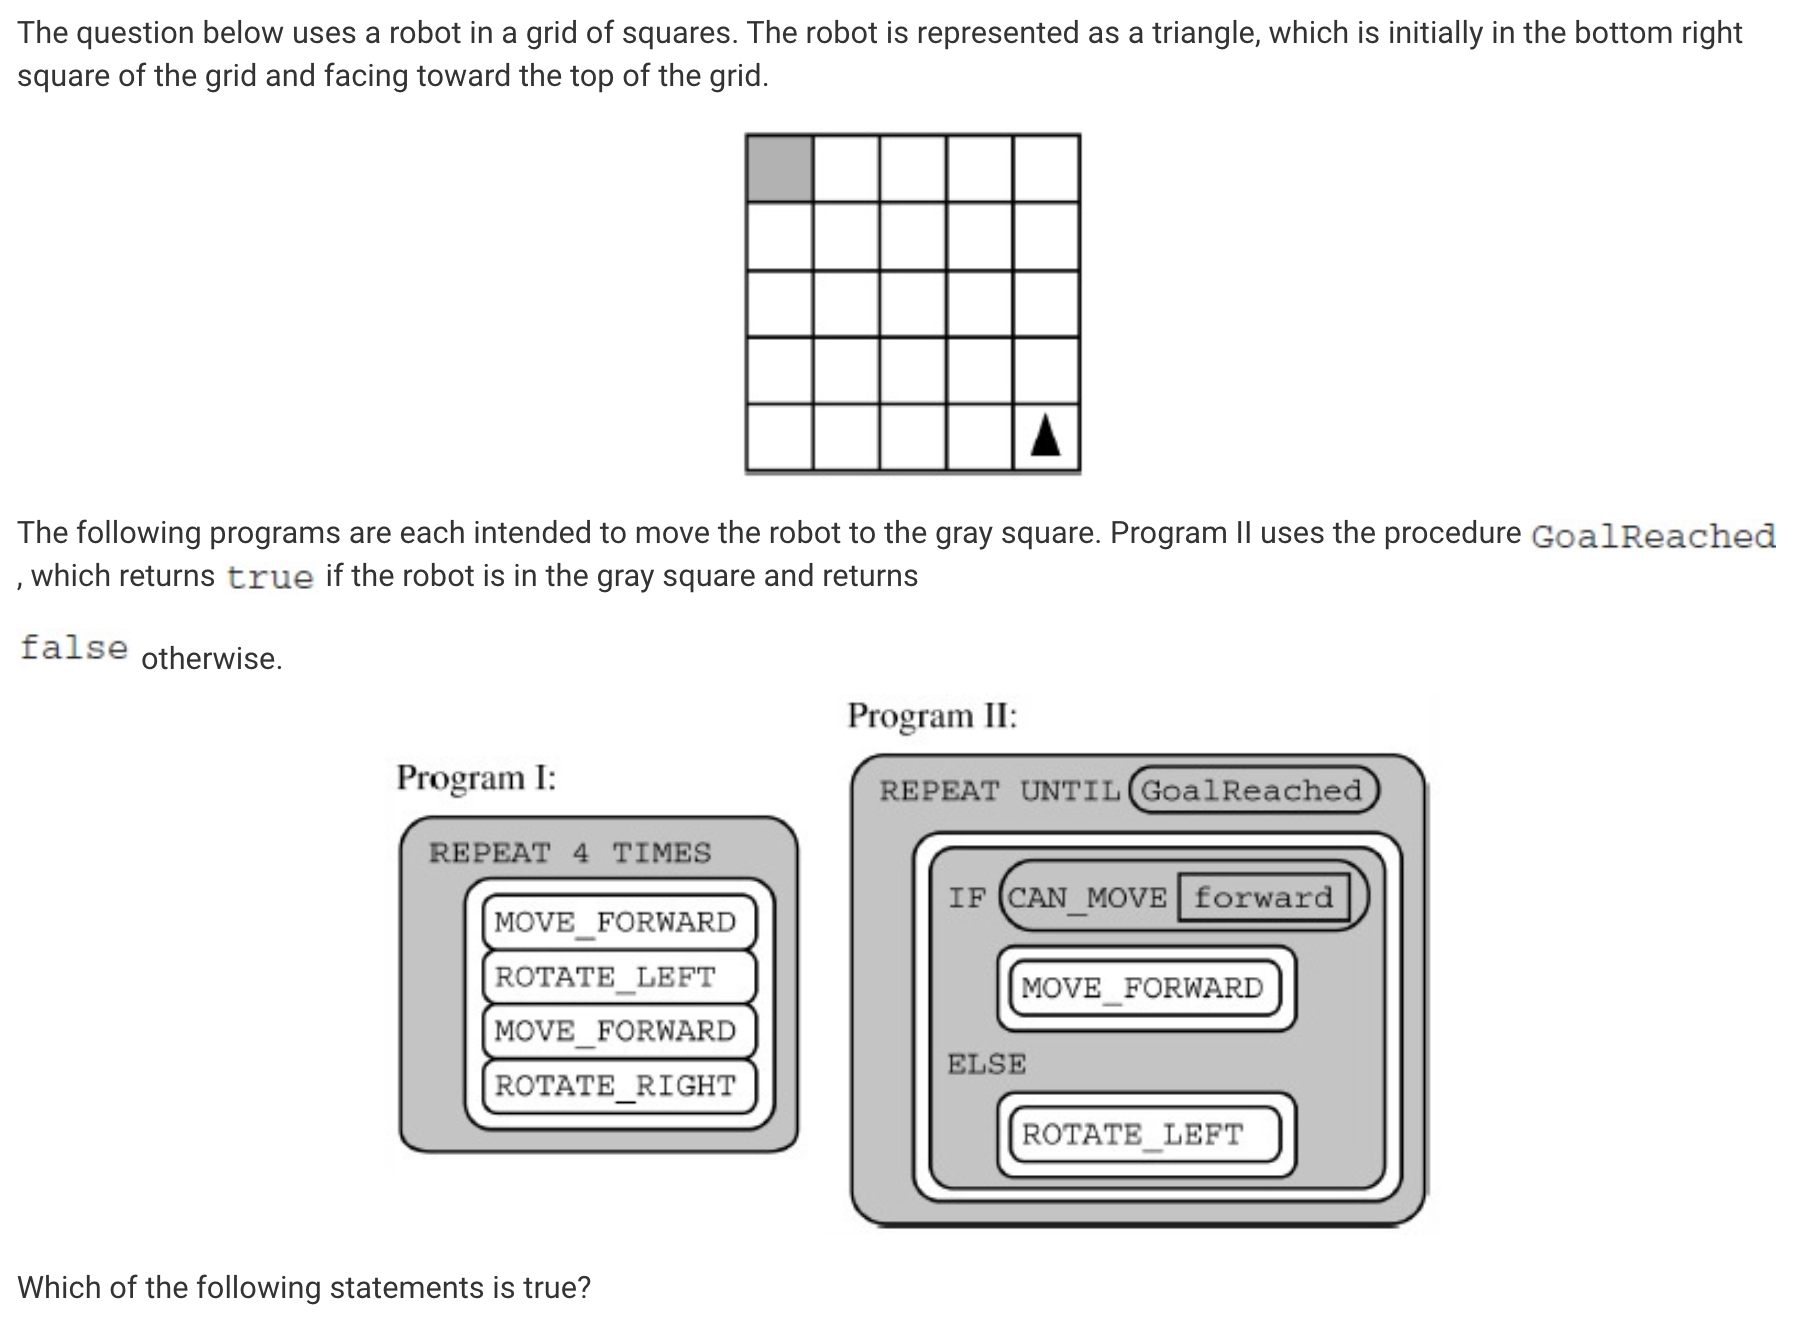 The question below uses a robot in a grid of squares. The robot is represented as a triangle, which is initially in the bottom right
square of the grid and facing toward the top of the grid.
The following programs are each intended to move the robot to the gray square. Program II uses the procedure GoalReached
, which returns true if the robot is in the gray square and returns
false otherwise.
Program I:
REPEAT 4 TIMES
MOVE_FORWARD
ROTATE_LEFT
MOVE_FORWARD
ROTATE_RIGHT
Program II:
REPEAT UNTIL GoalReached
IF CAN_MOVE forward
MOVE_FORWARD
ELSE
ROTATE_LEFT
Which of the following statements is true?